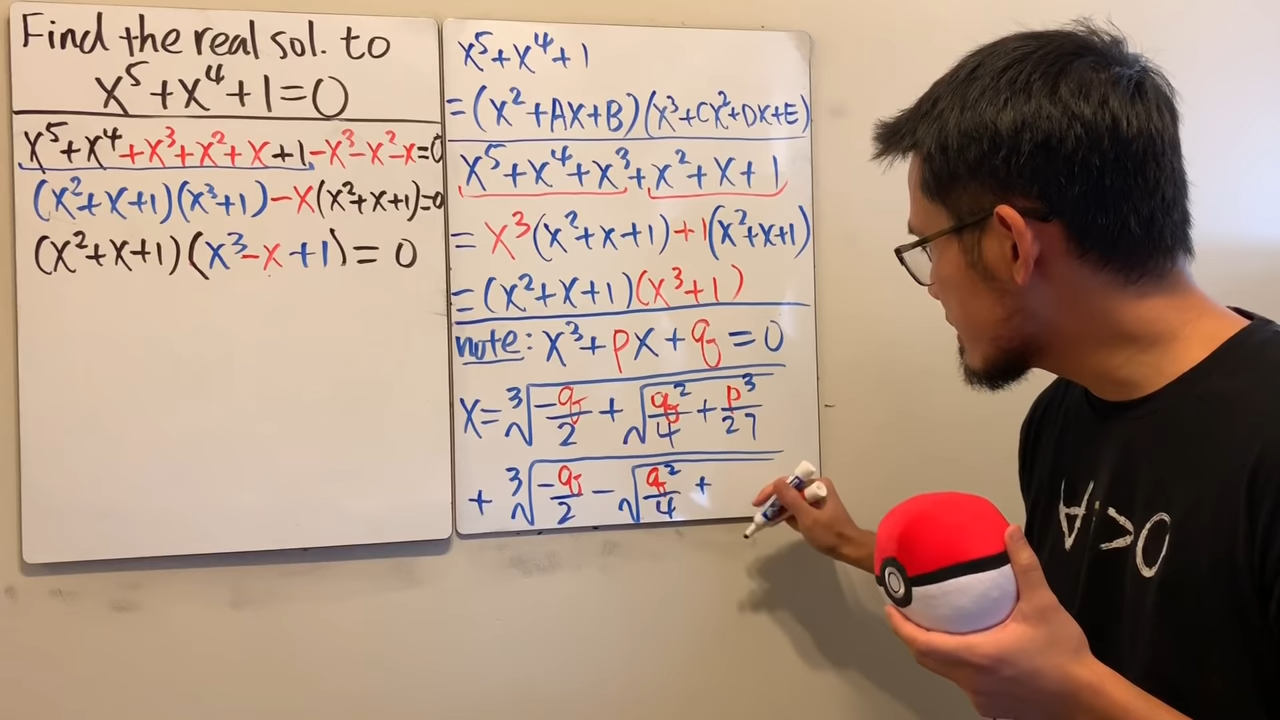 Find the real sol. to
x⁵+x⁴+1=0
x⁵+x⁴+x³+x²+x+1-x³-x²-x=0
(x²+x+1)(x³+1)-x(x²+x+1)=0
(x²+x+1)(x³-x+1)=0
x⁵+x⁴+1
=(x²+Ax+B)(x³+Cx²+Dx+E)
x⁵+x⁴+x³+x²+x+1
=x³(x²+x+1)+1(x²+x+1)
=(x²+x+1)(x³+1)
note: x³+px+q=0
x=∛(-q/2+√(q²/4+p³/27))
+∛(-q/2-√(q²/4+